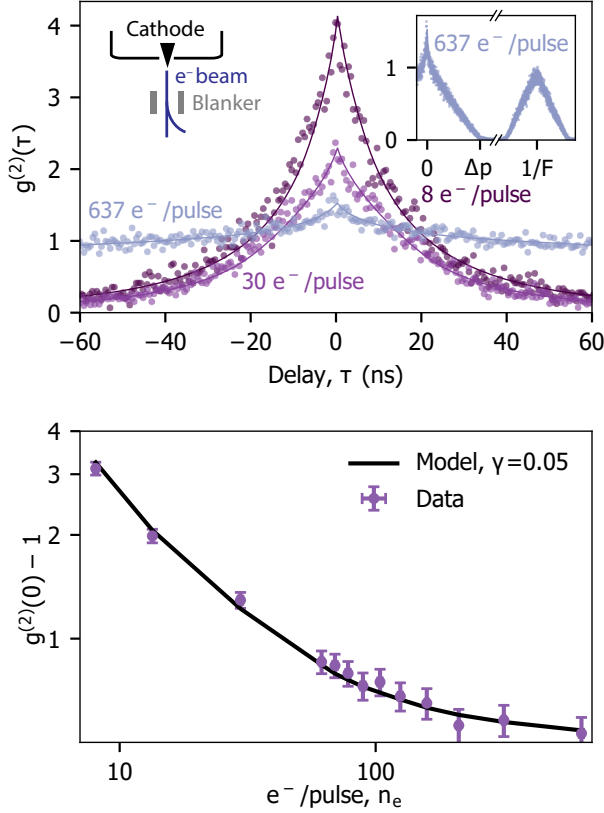 g⁽²⁾(τ)
4
3
2
1
0
Cathode
e⁻ beam
Blanker
637 e⁻/pulse
1
0
0 Δp 1/F
8 e⁻/pulse
637 e⁻/pulse
30 e⁻/pulse
−60 −40 −20 0 20 40 60
Delay, τ (ns)
g⁽²⁾(0) − 1
3
2
1
Model, γ=0.05
Data
10 100
e⁻/pulse, nₑ